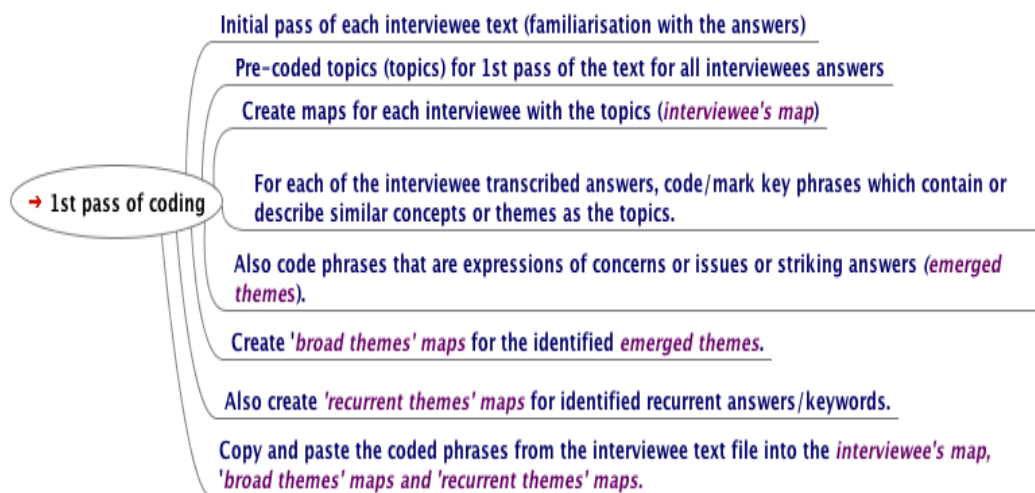 Initial pass of each interviewee text (familiarisation with the answers)
Pre-coded topics (topics) for 1st pass of the text for all interviewees answers
Create maps for each interviewee with the topics (interviewee's map)
→ 1st pass of coding
For each of the interviewee transcribed answers, code/mark key phrases which contain or
describe similar concepts or themes as the topics.
Also code phrases that are expressions of concerns or issues or striking answers (emerged
themes).
Create 'broad themes' maps for the identified emerged themes.
Also create 'recurrent themes' maps for identified recurrent answers/keywords.
Copy and paste the coded phrases from the interviewee text file into the interviewee's map,
'broad themes' maps and 'recurrent themes' maps.